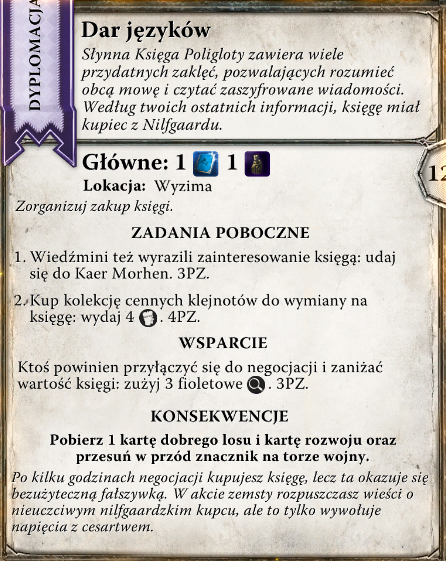 DYPLOMACJA
Dar języków
Słynna Księga Poligloty zawiera wiele
przydatnych zaklęć, pozwalających rozumieć
obcą mowę i czytać zaszyfrowane wiadomości.
Według twoich ostatnich informacji, księgę miał
kupiec z Nilfgaardu.
Główne: 1 1
Lokacja: Wyzima
12
Zorganizuj zakup księgi.
ZADANIA POBOCZNE
1. Wiedźmini też wyrazili zainteresowanie księgą: udaj
się do Kaer Morhen. 3PZ.
2. Kup kolekcję cennych klejnotów do wymiany na
księgę: wydaj 4 . 4PZ.
WSPARCIE
Ktoś powinien przyłączyć się do negocjacji i zaniżać
wartość księgi: zużyj 3 fioletowe . 3PZ.
KONSEKWENCJE
Pobierz 1 kartę dobrego losu i kartę rozwoju oraz
przesuń w przód znacznik na torze wojny.
Po kilku godzinach negocjacji kupujesz księgę, lecz ta okazuje się
bezużyteczną fałszywką. W akcie zemsty rozpuszczasz wieści o
nieuczciwym nilfgaardzkim kupcu, ale to tylko wywołuje
napięcia z cesartwem.